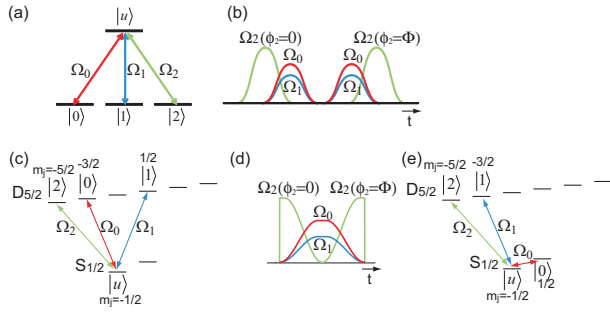 (a)
|u⟩
Ω0
Ω1
Ω2
|0⟩ |1⟩ |2⟩
(b)
Ω2(ϕ2=0) Ω2(ϕ2=Φ)
Ω0 Ω0
Ω1 Ω1
t
(c)
mj=-5/2 -3/2 1/2
|2⟩ |0⟩ |1⟩
D5/2
Ω2 Ω0 Ω1
S1/2
|u⟩
mj=-1/2
(d)
Ω2(ϕ2=0) Ω2(ϕ2=Φ)
Ω0
Ω1
t
(e)
mj=-5/2 -3/2
|2⟩ |1⟩
D5/2
Ω2 Ω1
Ω0
S1/2
|u⟩ |0⟩
mj=-1/2 1/2